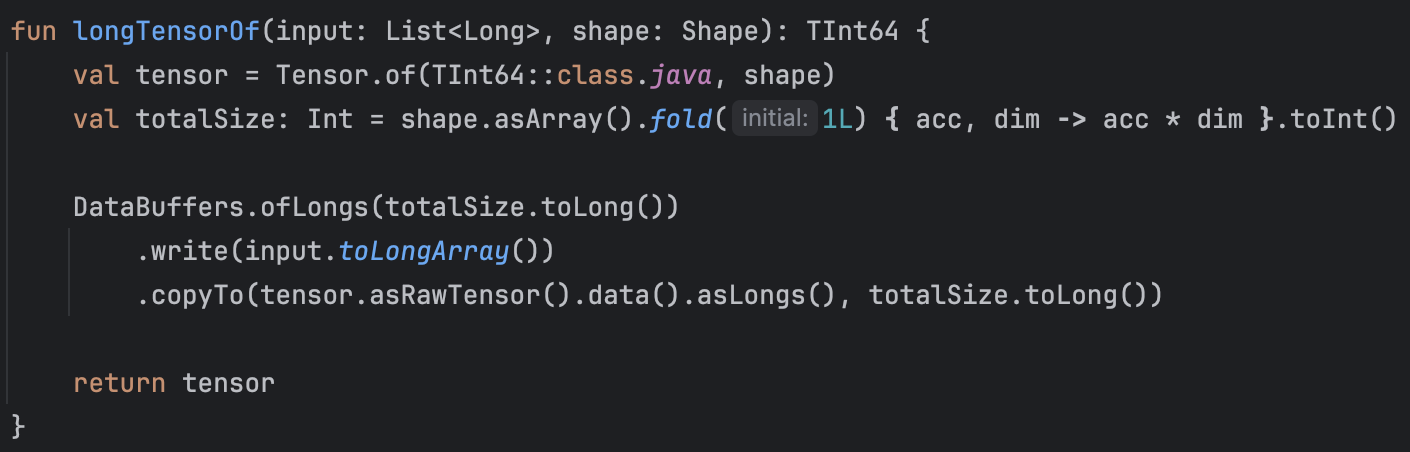 fun longTensorOf(input: List<Long>, shape: Shape): TInt64 {
    val tensor = Tensor.of(TInt64::class.java, shape)
    val totalSize: Int = shape.asArray().fold( initial: 1L) { acc, dim -> acc * dim }.toInt()

    DataBuffers.ofLongs(totalSize.toLong())
        .write(input.toLongArray())
        .copyTo(tensor.asRawTensor().data().asLongs(), totalSize.toLong())

    return tensor
}